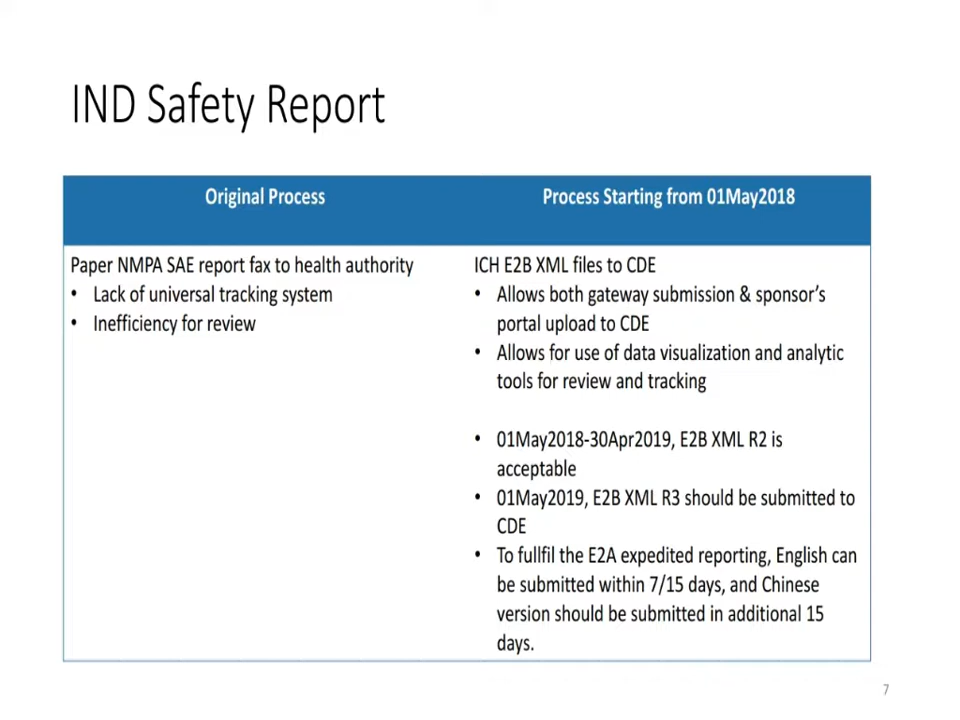 IND Safety Report
Original Process
Process Starting from 01May2018
Paper NMPA SAE report fax to health authority
• Lack of universal tracking system
• Inefficiency for review
ICH E2B XML files to CDE
• Allows both gateway submission & sponsor's
portal upload to CDE
• Allows for use of data visualization and analytic
tools for review and tracking
• 01May2018-30Apr2019, E2B XML R2 is
acceptable
• 01May2019, E2B XML R3 should be submitted to
CDE
• To fullfil the E2A expedited reporting, English can
be submitted within 7/15 days, and Chinese
version should be submitted in additional 15
days.
7